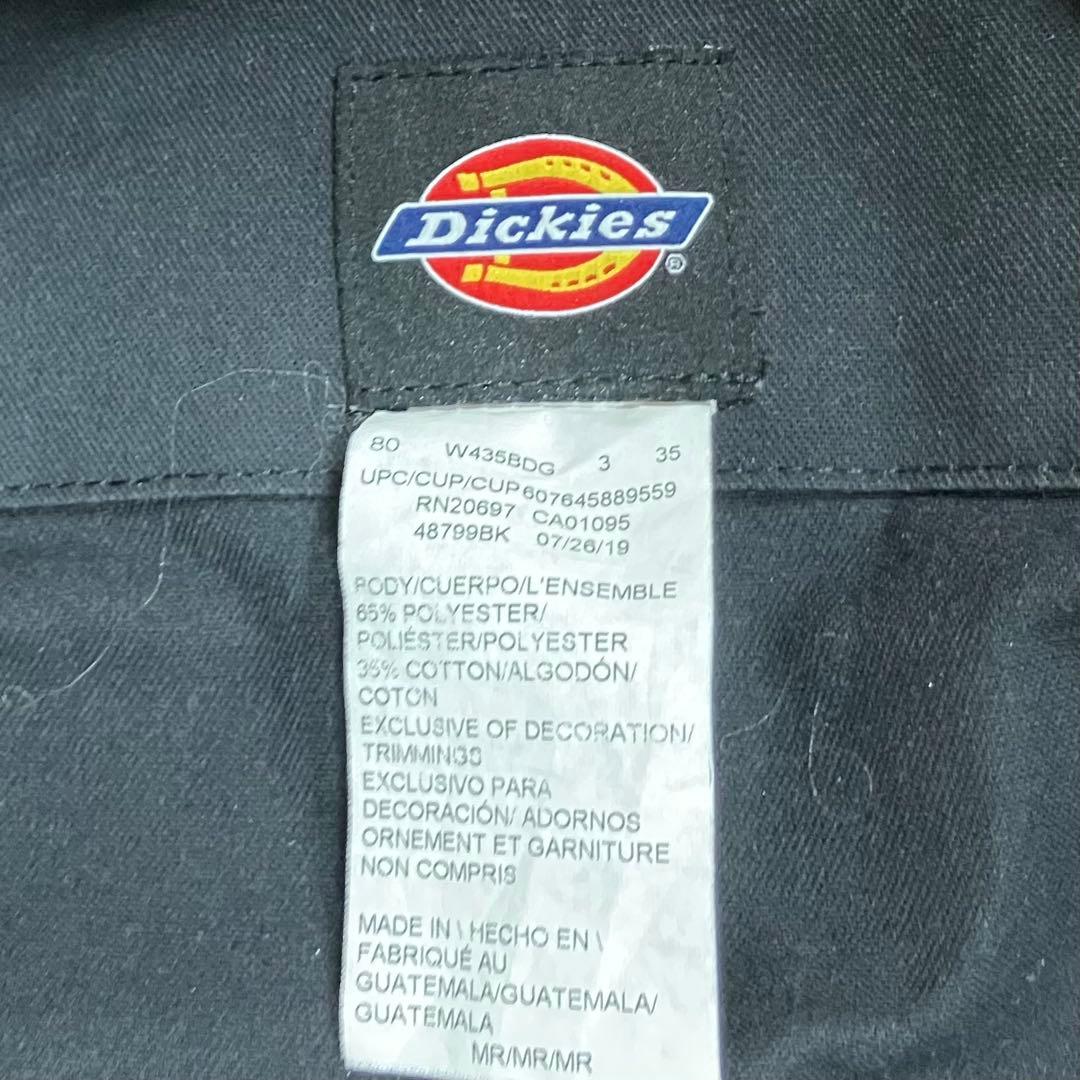 Dickies
®
80 W435BDG 3 35
UPC/CUP/CUP 607645889559
RN20697 CA01095
48799BK 07/26/19
BODY/CUERPO/L'ENSEMBLE
65% POLYESTER/
POLIÉSTER/POLYESTER
35% COTTON/ALGODÓN/
COTON
EXCLUSIVE OF DECORATION/
TRIMMINGS
EXCLUSIVO PARA
DECORACIÓN/ ADORNOS
ORNEMENT ET GARNITURE
NON COMPRIS
MADE IN \ HECHO EN \
FABRIQUÉ AU
GUATEMALA/GUATEMALA/
GUATEMALA
MR/MR/MR